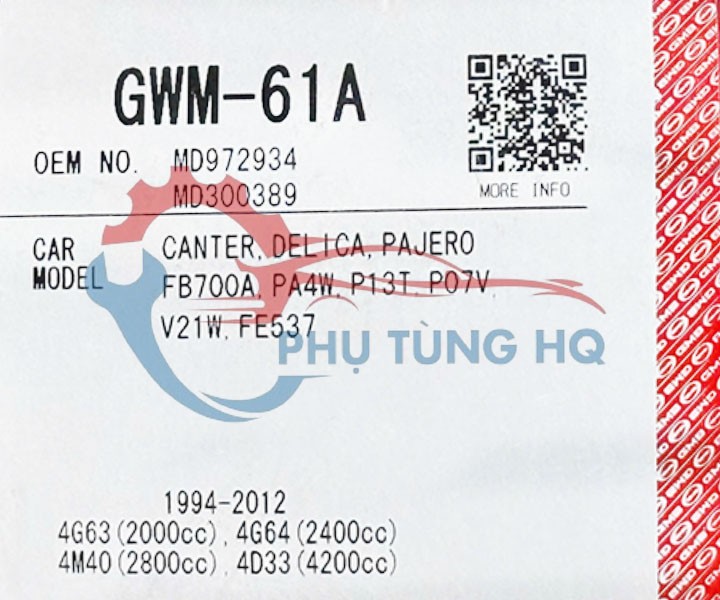 GWM-61A
OEM NO. MD972934
MD300389
MORE INFO
CAR MODEL
CANTER, DELICA, PAJERO
FB700A, PA4W, P13T, P07V,
V21W, FE537
PHỤ TÙNG HQ
1994-2012
4G63(2000cc), 4G64(2400cc)
4M40(2800cc), 4D33(4200cc)
GMB